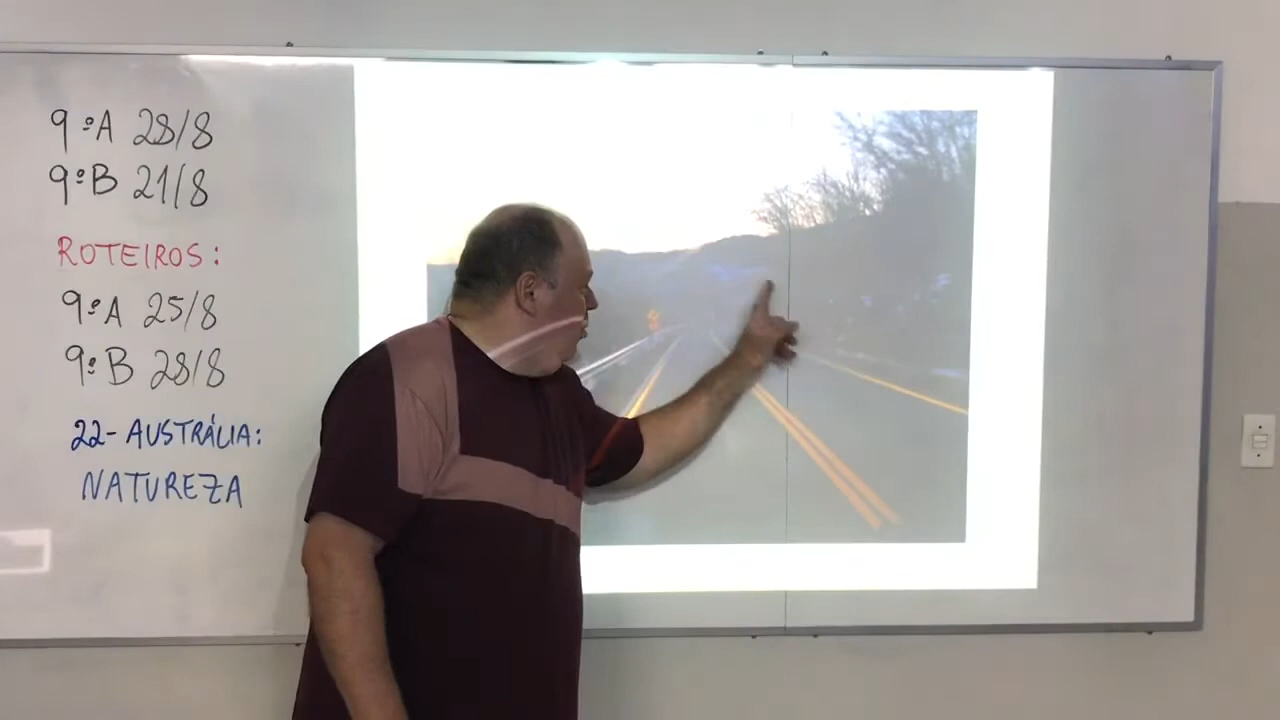 9ºA 28/8
9ºB 21/8
ROTEIROS:
9ºA 25/8
9ºB 28/8
22-AUSTRÁLIA:
NATUREZA